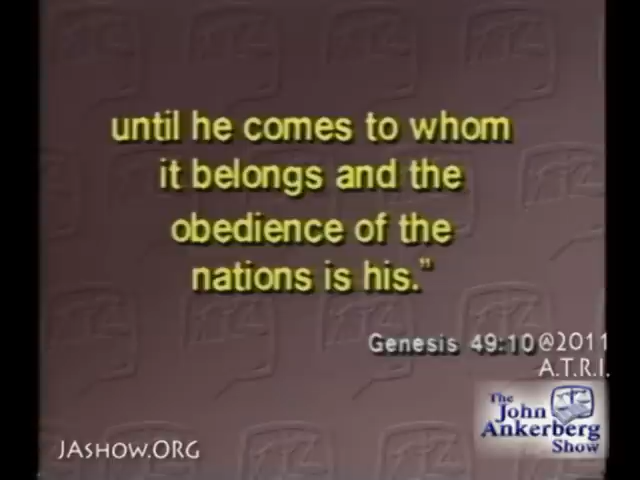 until he comes to whom
it belongs and the
obedience of the
nations is his.”
Genesis 49:10 ©2011
A.T.R.I.
The
John
Ankerberg
Show
JASHOW.ORG